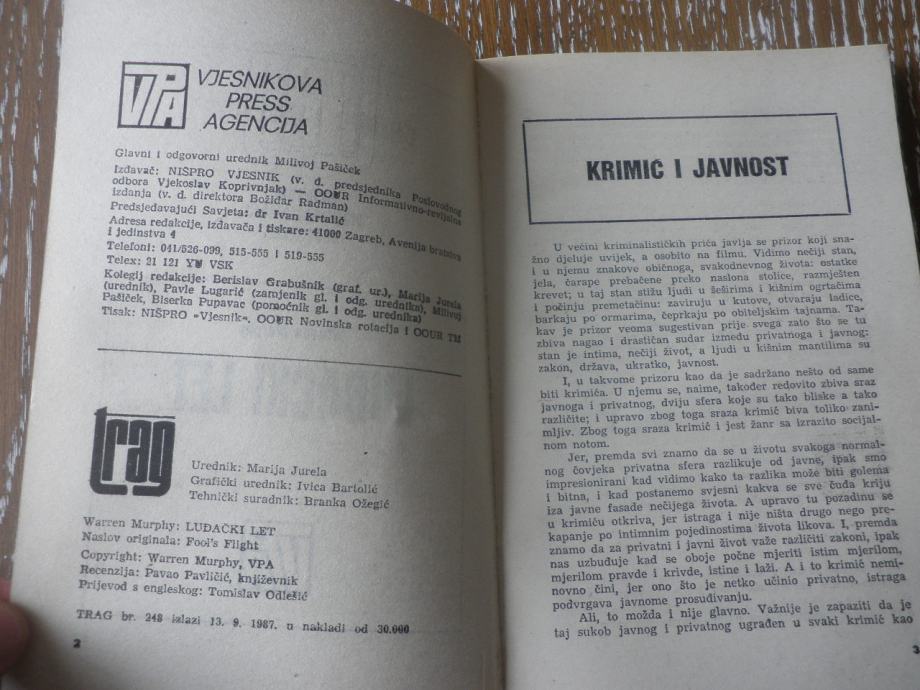 VPA
VJESNIKOVA
PRESS
AGENCIJA
Glavni i odgovorni urednik Milivoj Pašiček
Izdavač: NIŠPRO VJESNIK (v. d. predsjednika Poslovodnog
odbora Vjekoslav Koprivnjak) — OOUR Informativno-revijalna
izdanja (v. d. direktora Božidar Radman)
Predsjedavajući Savjeta: dr Ivan Krtalić
Adresa redakcije, izdavača i tiskare: 41000 Zagreb, Avenija bratstva
i jedinstva 4
Telefoni: 041/526-099, 515-555 i 519-555
Telex: 21 121 YU VSK
Kolegij redakcije: Berislav Grabušnik (graf. ur.), Marija Jurela
(urednik), Pavle Lugarić (zamjenik gl. i odg. urednika), Milivoj
Pašiček, Biserka Pupavac (pomoćnik gl. i odg. urednika)
Tisak: NIŠPRO »Vjesnik«, OOUR Novinska rotacija i OOUR TM
trag
Urednik: Marija Jurela
Grafički urednik: Ivica Bartolić
Tehnički suradnik: Branka Ožegić
Warren Murphy: LUĐAČKI LET
Naslov originala: Fool's Flight
Copyright: Warren Murphy, VPA
Recenzija: Pavao Pavličić, književnik
Prijevod s engleskog: Tomislav Odlešić
TRAG br. 248 izlazi 13. 9. 1987. u nakladi od 30.000
2
KRIMIĆ I JAVNOST
U većini kriminalističkih priča javlja se prizor koji sna-
žno djeluje uvijek, a osobito na filmu. Vidimo nečiji stan,
i u njemu znakove običnoga, svakodnevnog života: ostatke
jela, čarape prebačene preko naslona stolice, razmješten
krevet; u taj stan stižu ljudi u šeširima i kišnim ogrtačima
i počinju premetačinu: zaviruju u kutove, otvaraju ladice,
barkaju po ormarima, čeprkaju po obiteljskim tajnama. Ta-
kav je prizor veoma sugestivan prije svega zato što se tu
zbiva nagao i drastičan sudar između privatnoga i javnog:
stan je intima, nečiji život, a ljudi u kišnim mantilima su
zakon, država, ukratko, javnost.
I, u takvome prizoru kao da je sadržano nešto od same
biti krimića. U njemu se, naime, također redovito zbiva sraz
javnoga i privatnog, dviju sfera koje su tako bliske a tako
različite; i upravo zbog toga sraza krimić biva toliko zani-
mljiv. Zbog toga sraza krimić i jest žanr sa izrazito socijal-
nom notom.
Jer, premda svi znamo da se u životu svakoga normal-
nog čovjeka privatna sfera razlikuje od javne, ipak smo
impresionirani kad vidimo kako ta razlika može biti golema
i bitna, i kad postanemo svjesni kakva se sve čuda kriju
iza javne fasade nečijega života. A upravo tu pozadinu se
u krimiću otkriva, jer istraga i nije ništa drugo nego pre-
kapanje po intimnim pojedinostima života likova. I, premda
znamo da za privatni i javni život važe različiti zakoni, ipak
nas uzbuđuje kad se oboje počne mjeriti istim mjerilom,
mjerilom pravde i krivde, istine i laži. A i to krimić nemi-
novno čini, jer ono što je netko učinio privatno, istraga
podvrgava javnome prosuđivanju.
Ali, to možda i nije glavno. Važnije je zapaziti da je
taj sukob javnog i privatnog ugrađen u svaki krimić kao
3